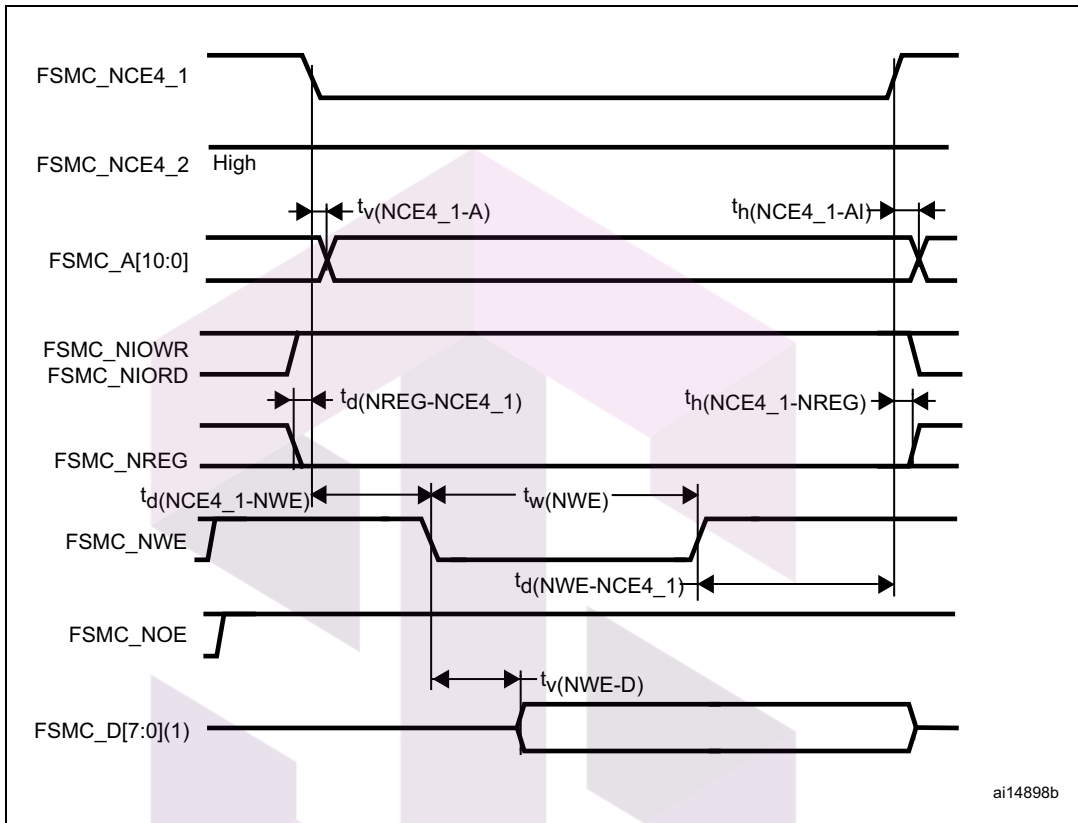 FSMC_NCE4_1
FSMC_NCE4_2 High
tv(NCE4_1-A)
th(NCE4_1-AI)
FSMC_A[10:0]
FSMC_NIOWR
FSMC_NIORD
td(NREG-NCE4_1)
th(NCE4_1-NREG)
FSMC_NREG
td(NCE4_1-NWE)
tw(NWE)
FSMC_NWE
td(NWE-NCE4_1)
FSMC_NOE
tv(NWE-D)
FSMC_D[7:0](1)
ai14898b